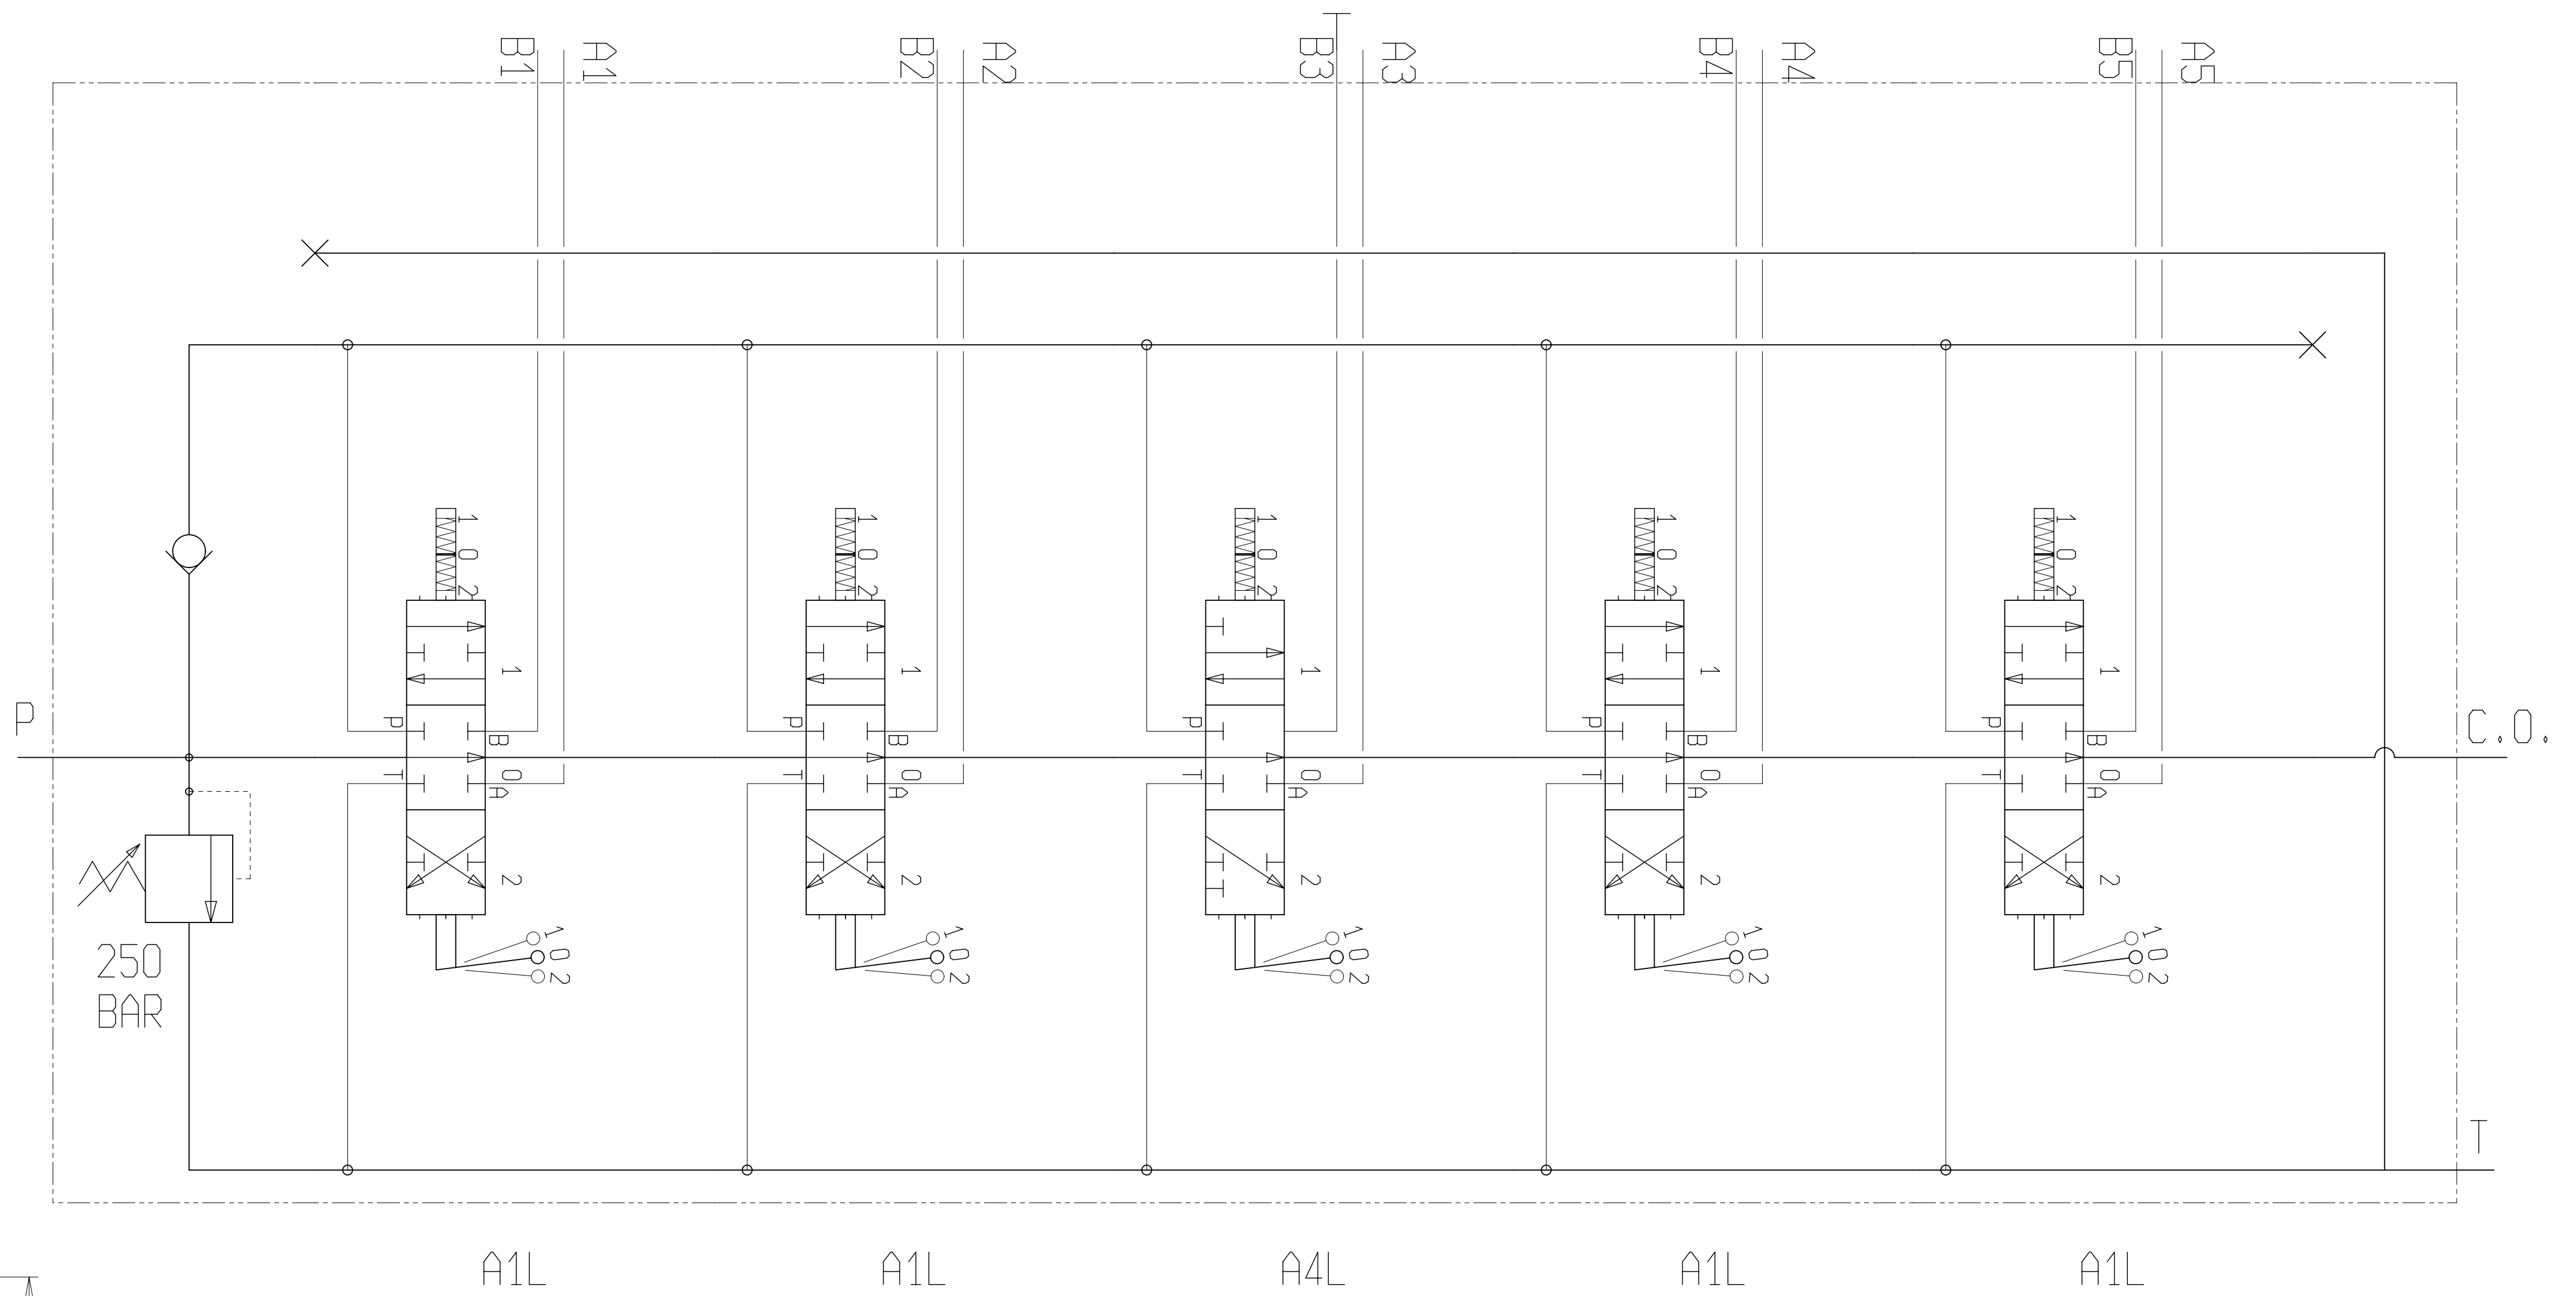 B1 A1 B2 A2 B3 A3 B4 A4 B5 A5
1 0 2 1 0 2 1 0 2 1 0 2 1 0 2
1 1 1 1 1
P P B P B P B P B P B C.O.
T 0 A T 0 A T 0 A T 0 A T 0 A
2 2 2 2 2
1 0 2 1 0 2 1 0 2 1 0 2 1 0 2
250
BAR
T
A1L A1L A4L A1L A1L